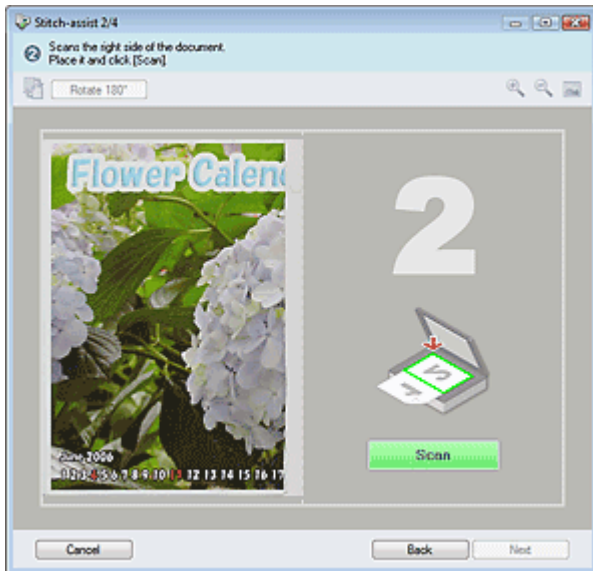 Stitch-assist 2/4
2
Scans the right side of the document.
Place it and click [Scan].
Rotate 180°
Flower Calend
June 2006
1 2 3 4 5 6 7 8 9 10 11 12 13 14 15 16 17
2
Scan
Cancel
Back
Next